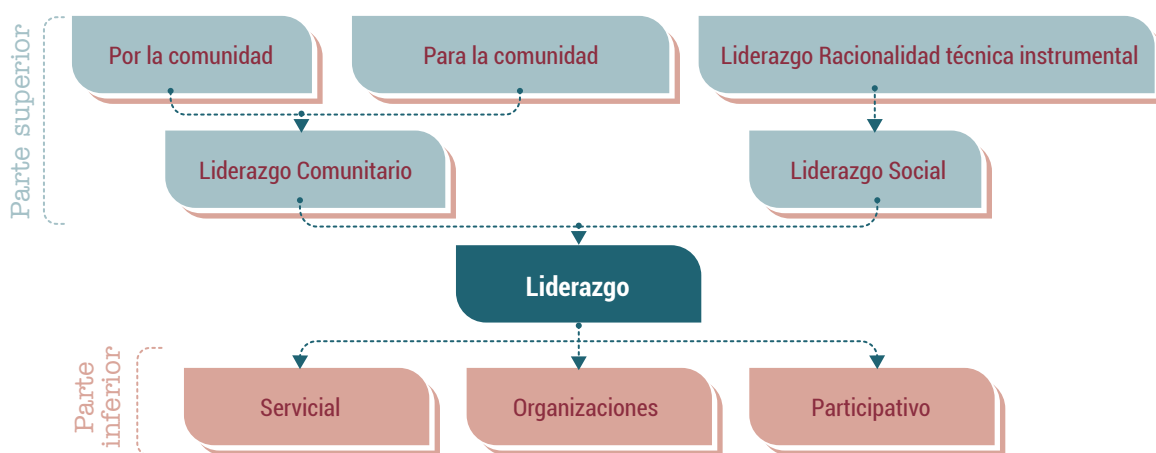 Parte superior
Por la comunidad
Para la comunidad
Liderazgo Racionalidad técnica instrumental
Liderazgo Comunitario
Liderazgo Social
Liderazgo
Parte
inferior
Servicial
Organizaciones
Participativo